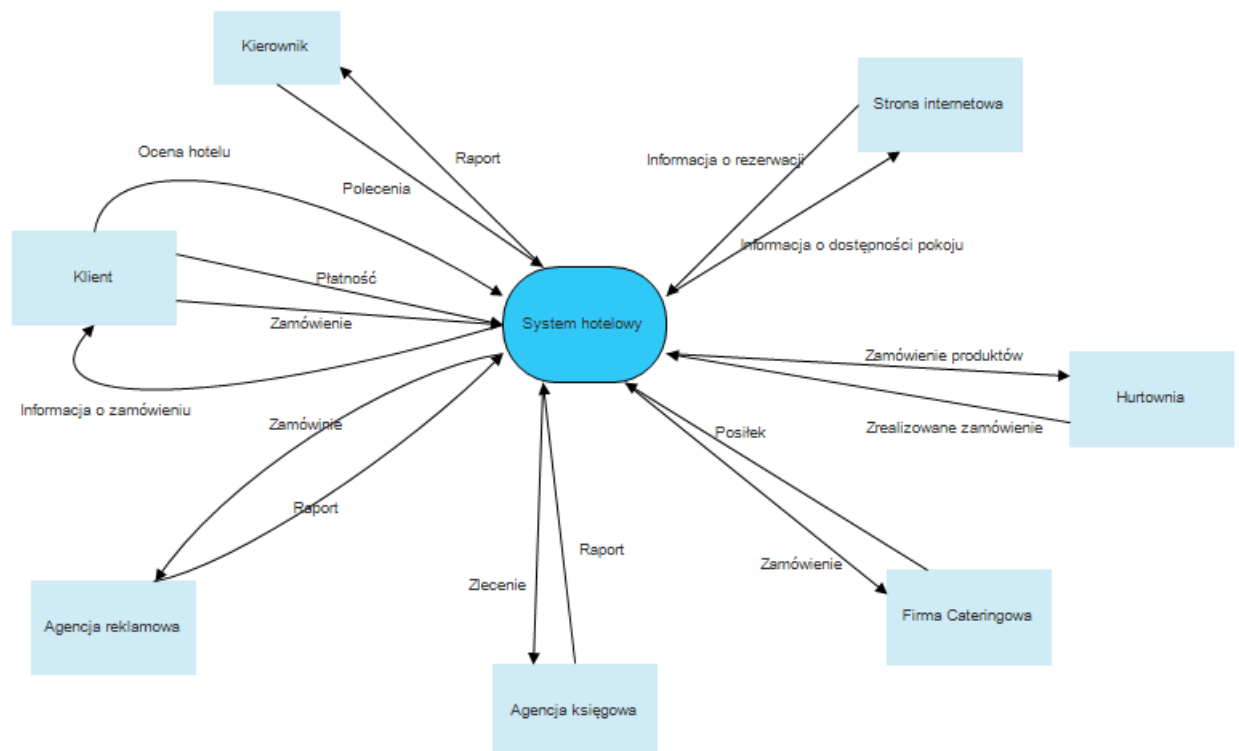 Kierownik
Strona internetowa
Ocena hotelu
Raport
Informacja o rezerwacji
Polecenia
Informacja o dostępności pokoju
Klient
Płatność
Zamówienie
System hotelowy
Zamówienie produktów
Hurtownia
Informacja o zamówieniu
Zamówinie
Posiłek
Zrealizowane zamówienie
Raport
Raport
Zlecenie
Zamówienie
Firma Cateringowa
Agencja reklamowa
Agencja księgowa